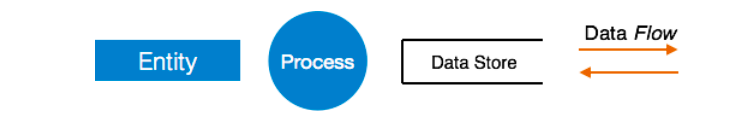 Entity
Process
Data Store
Data Flow